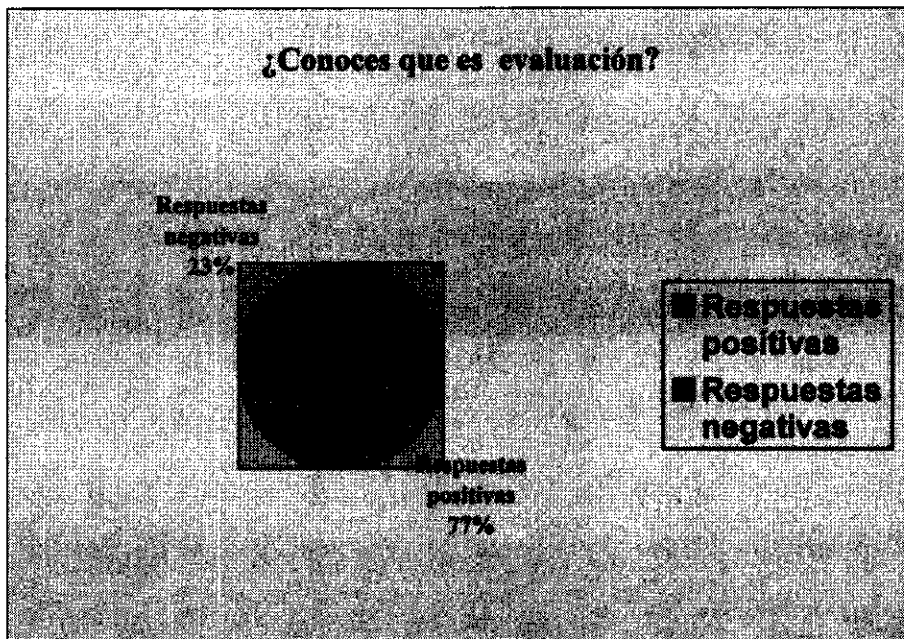 ¿Conoces que es evaluación?
Respuestas
negativas
23%
Respuestas
positivas
77%
Respuestas
positivas
Respuestas
negativas